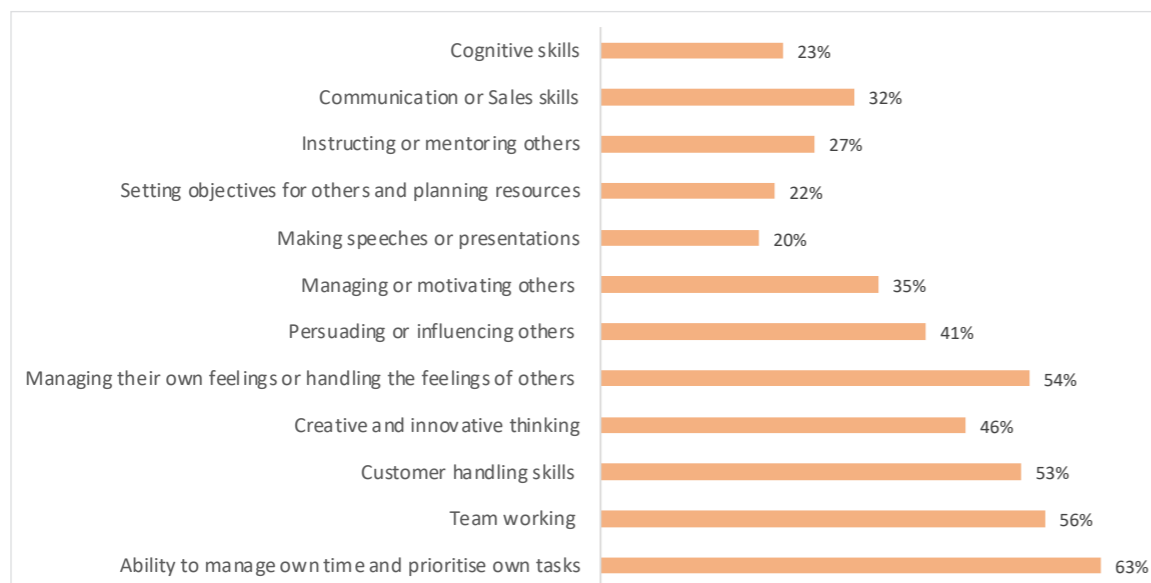 Cognitive skills 23%
Communication or Sales skills 32%
Instructing or mentoring others 27%
Setting objectives for others and planning resources 22%
Making speeches or presentations 20%
Managing or motivating others 35%
Persuading or influencing others 41%
Managing their own feelings or handling the feelings of others 54%
Creative and innovative thinking 46%
Customer handling skills 53%
Team working 56%
Ability to manage own time and prioritise own tasks 63%